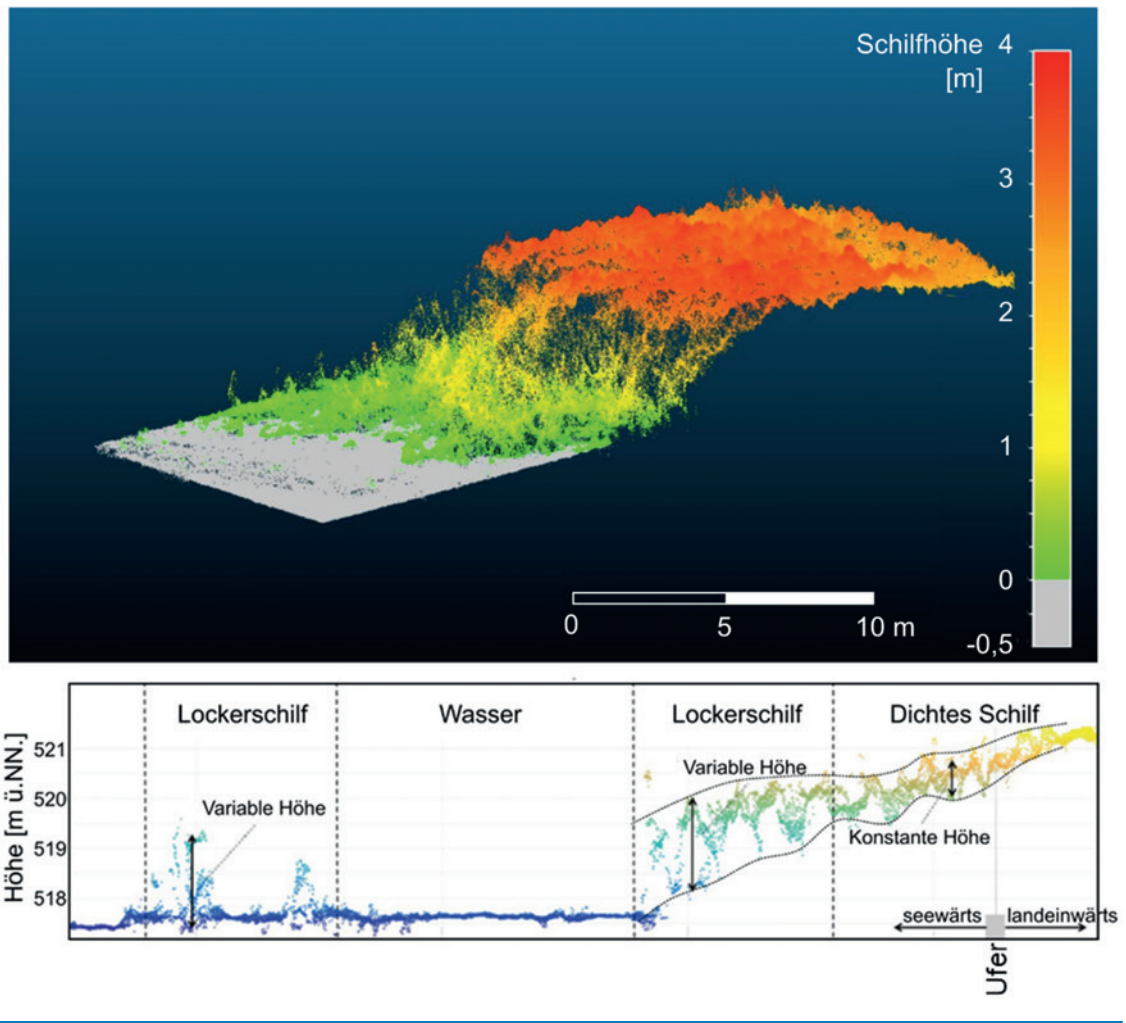 Schilfhöhe
[m]
4
3
2
1
0
-0,5
0 5 10 m
Lockerschilf Wasser Lockerschilf Dichtes Schilf
Höhe [m ü.NN.]
521
520
519
518
Variable Höhe
Variable Höhe
Konstante Höhe
seewärts landeinwärts
Ufer